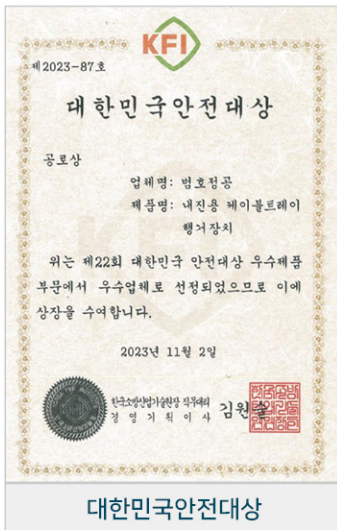 KFI
제2023-87호
대한민국안전대상
공로상
업체명: 범호정공
제품명: 내진용 케이블트레이
행거장치
위는 제22회 대한민국 안전대상 우수제품
부문에서 우수업체로 선정되었으므로 이에
상장을 수여합니다.
2023년 11월 2일
한국소방산업기술원장 직무대리
경영기획이사 김원술
대한민국안전대상